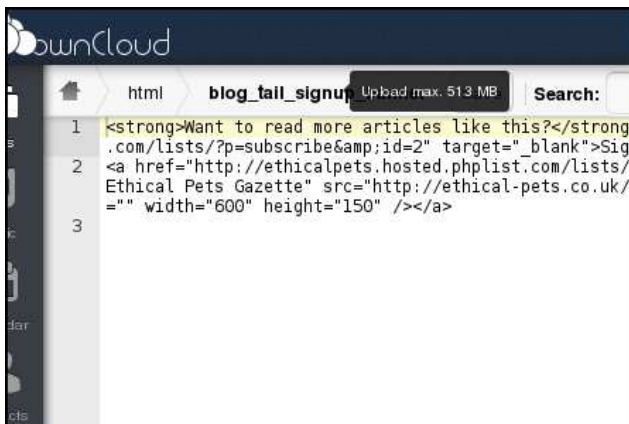 ownCloud
html
blog_tail_signup
Upload max. 513 MB
Search:
1 <strong>Want to read more articles like this?</strong
.com/lists/?p=subscribe&amp;id=2" target="_blank">Sig
2 <a href="http://ethicalpets.hosted.phplist.com/lists/
Ethical Pets Gazette" src="http://ethical-pets.co.uk/
="" width="600" height="150" /></a>
3